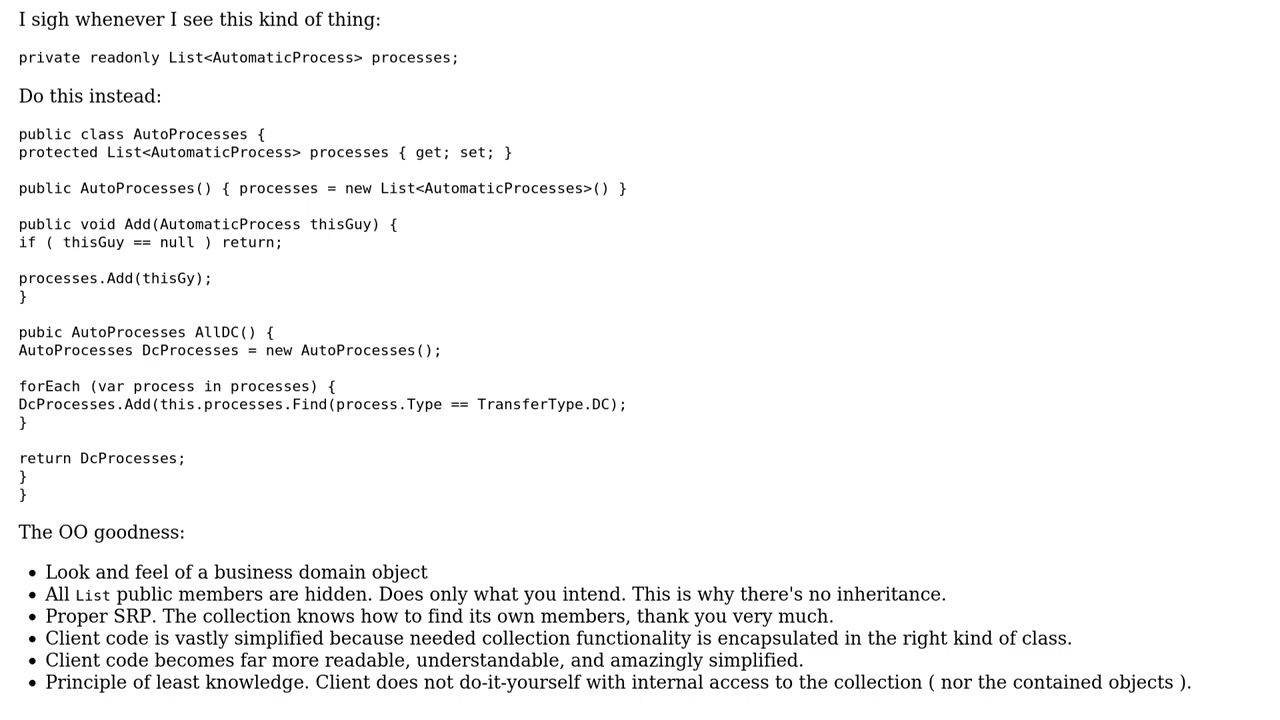 I sigh whenever I see this kind of thing:
private readonly List<AutomaticProcess> processes;
Do this instead:
public class AutoProcesses {
protected List<AutomaticProcess> processes { get; set; }
public AutoProcesses() { processes = new List<AutomaticProcesses>() }
public void Add(AutomaticProcess thisGuy) {
if ( thisGuy == null ) return;
processes.Add(thisGy);
}
pubic AutoProcesses AllDC() {
AutoProcesses DcProcesses = new AutoProcesses();
forEach (var process in processes) {
DcProcesses.Add(this.processes.Find(process.Type == TransferType.DC);
}
return DcProcesses;
}
}
The OO goodness:
• Look and feel of a business domain object
• All List public members are hidden. Does only what you intend. This is why there's no inheritance.
• Proper SRP. The collection knows how to find its own members, thank you very much.
• Client code is vastly simplified because needed collection functionality is encapsulated in the right kind of class.
• Client code becomes far more readable, understandable, and amazingly simplified.
• Principle of least knowledge. Client does not do-it-yourself with internal access to the collection ( nor the contained objects ).